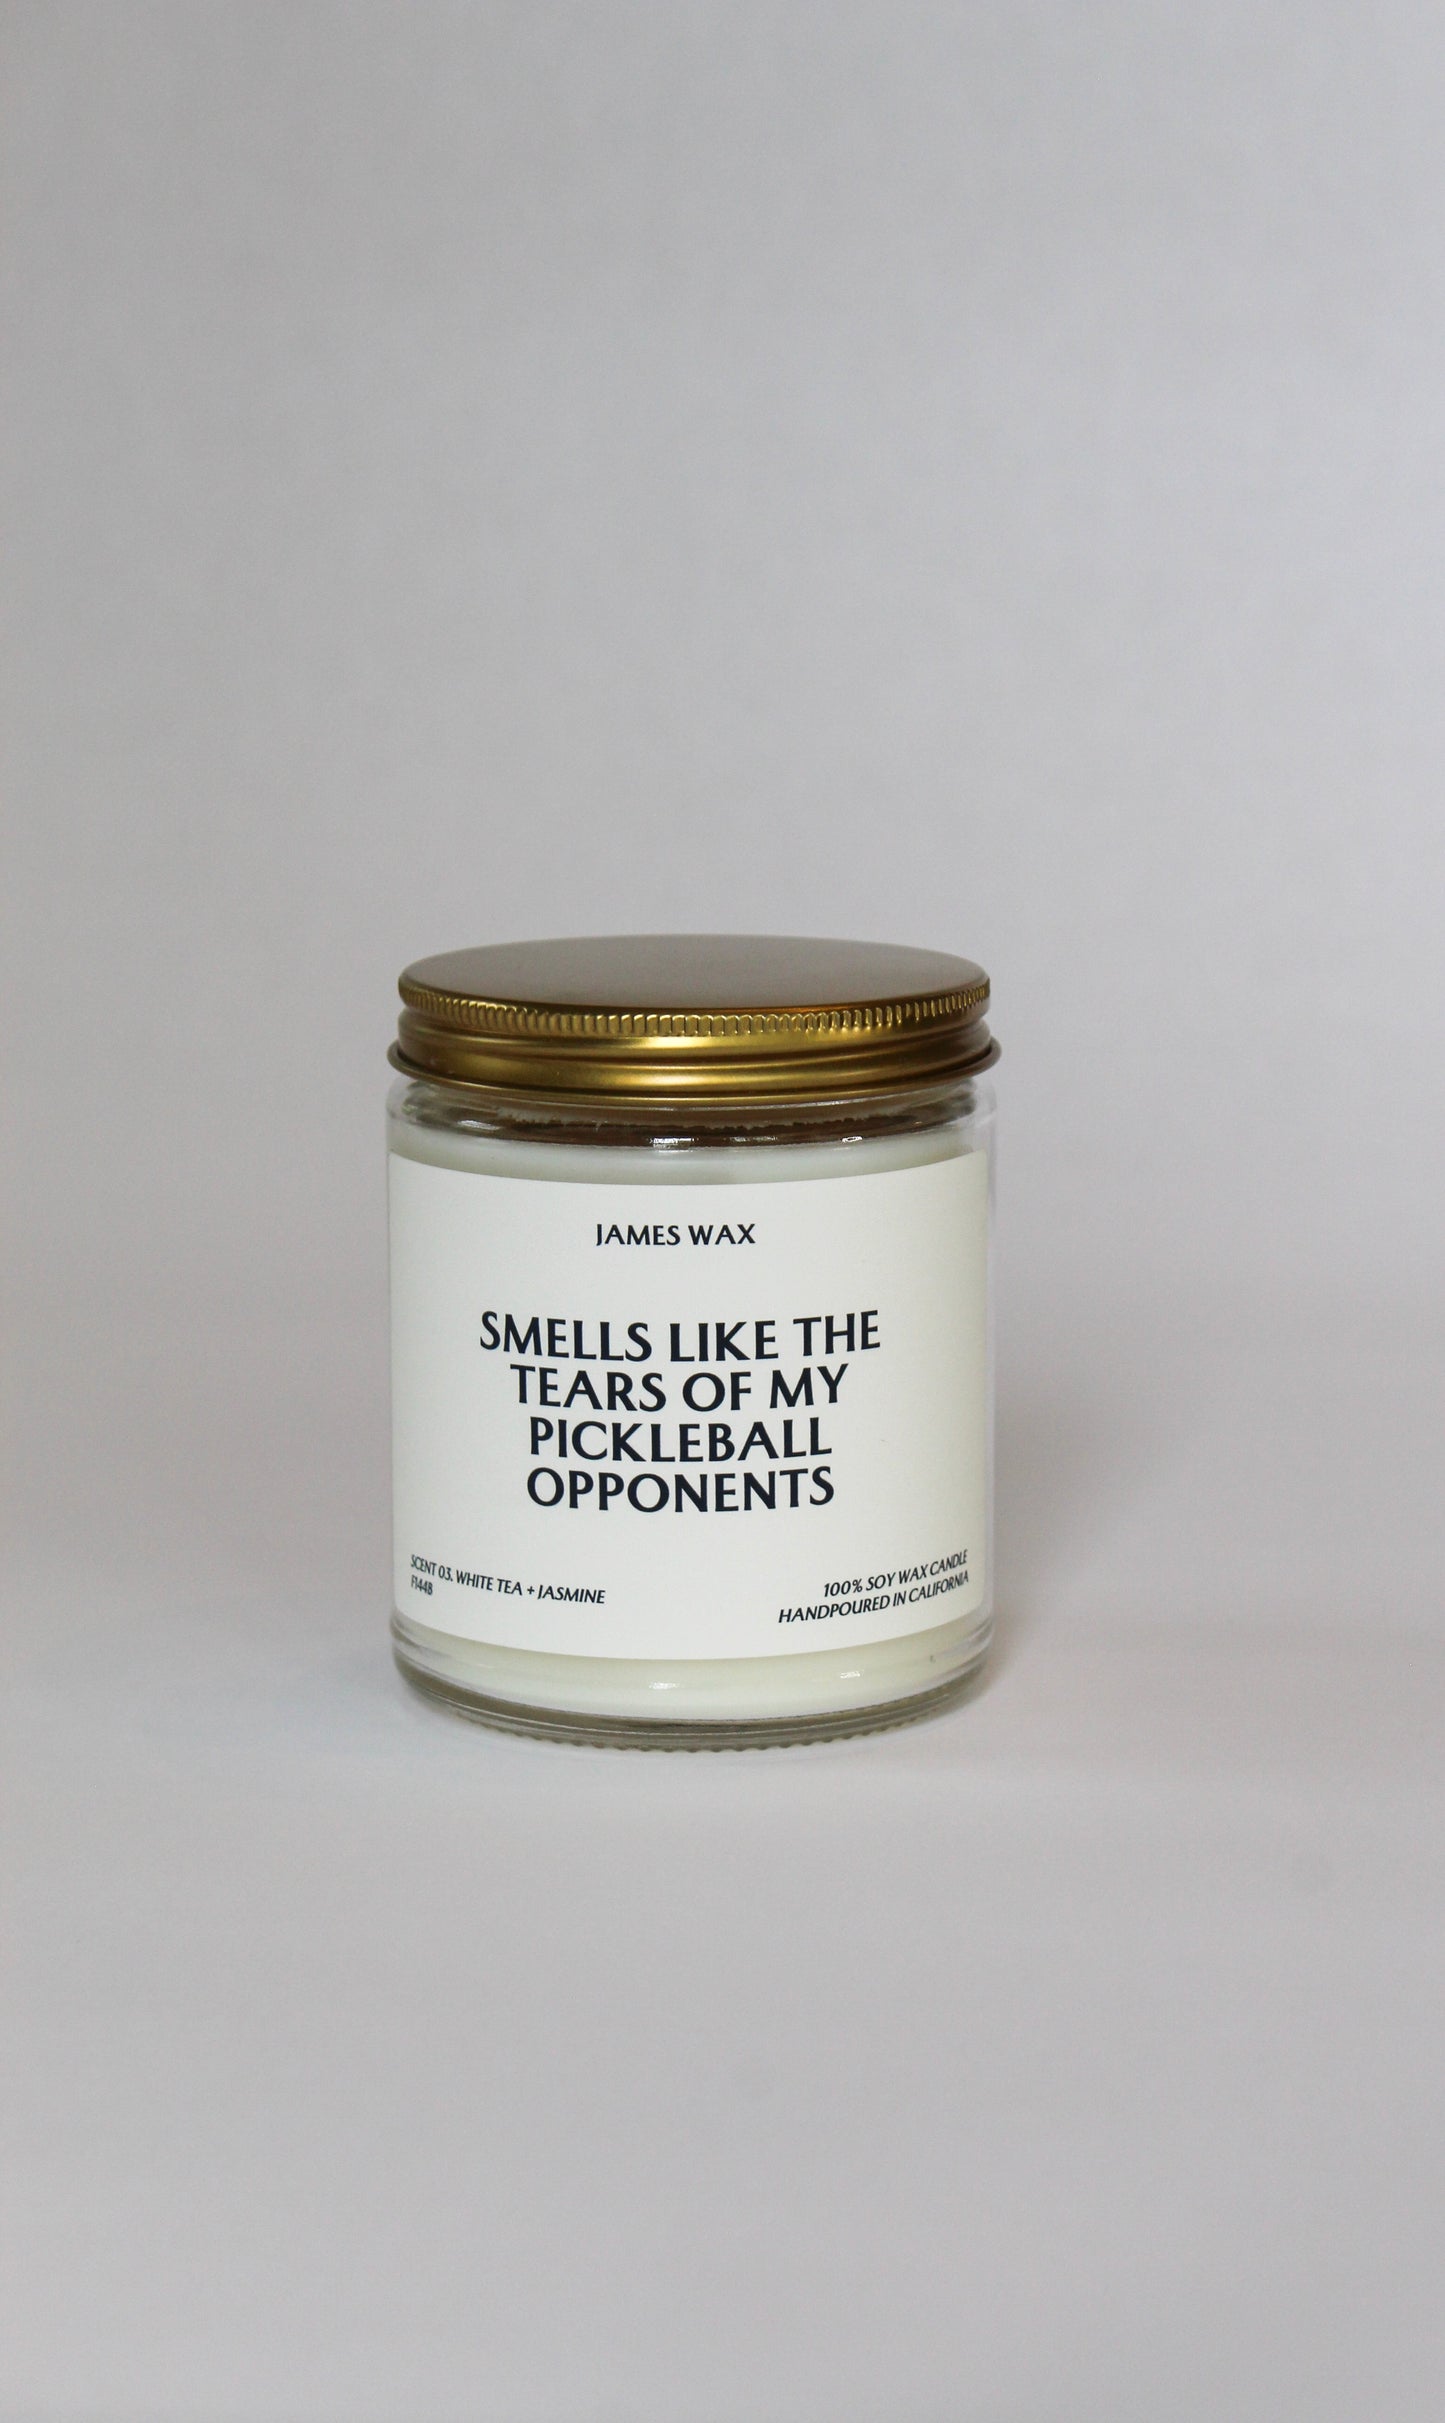 JAMES WAX
SMELLS LIKE THE
TEARS OF MY
PICKLEBALL
OPPONENTS
SCENT 03. WHITE TEA + JASMINE
F1448
100% SOY WAX CANDLE
HANDPOURED IN CALIFORNIA